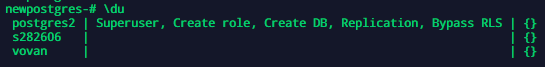 newpostgres-# \du
postgres2 | Superuser, Create role, Create DB, Replication, Bypass RLS | {}
s282606 | | {}
vovan | | {}